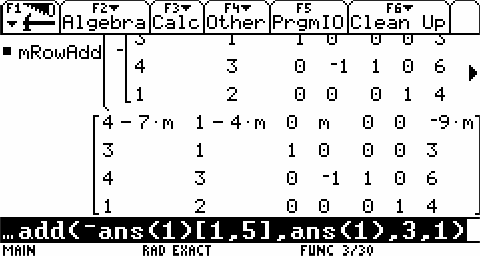 F1 F2 F3 F4 F5 F6
Algebra Calc Other PrgmIO Clean Up
3 1 1 0 0 0 3
■ mRowAdd -
4 3 0 -1 1 0 6
1 2 0 0 0 1 4
4-7·m 1-4·m 0 m 0 0 -9·m
3 1 1 0 0 0 3
4 3 0 -1 1 0 6
1 2 0 0 0 1 4
…add(-ans(1)[1,5],ans(1),3,1)
MAIN RAD EXACT FUNC 3/30